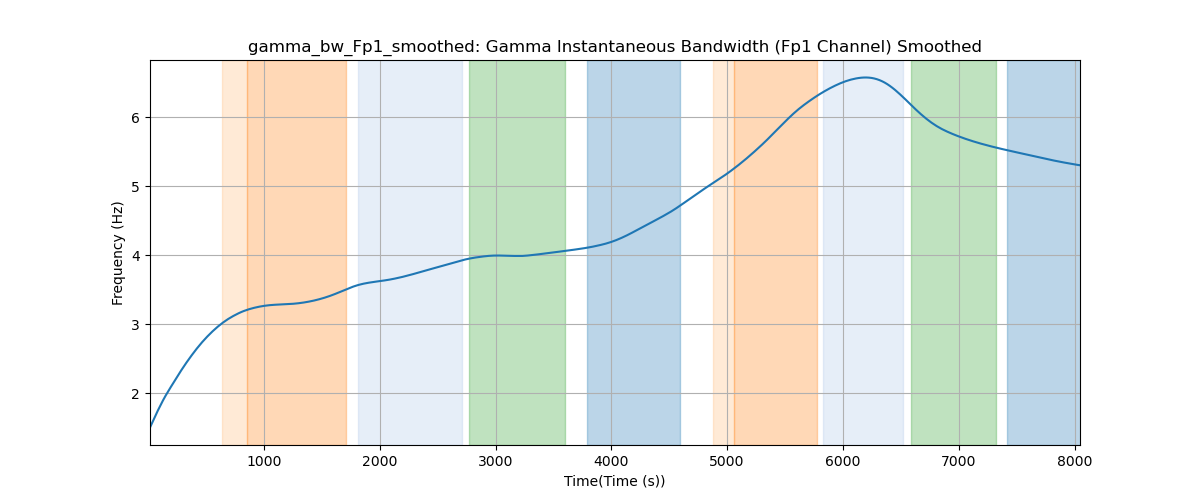 gamma_bw_Fp1_smoothed: Gamma Instantaneous Bandwidth (Fp1 Channel) Smoothed
Frequency (Hz)
6
5
4
3
2
1000 2000 3000 4000 5000 6000 7000 8000
Time(Time (s))